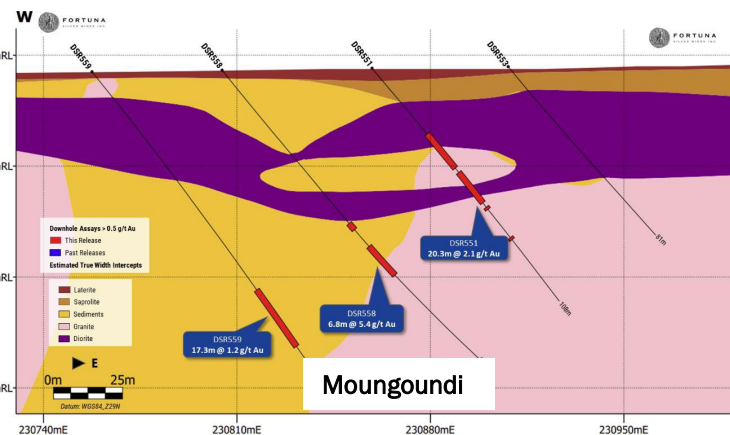 W
FORTUNA
SILVER MINES INC.
FORTUNA
SILVER MINES INC.
DSR559
DSR558
DSR551
DSR553
RL
RL
RL
RL
81m
108m
Downhole Assays > 0.5 g/t Au
This Release
Past Releases
Estimated True Width Intercepts
Laterite
Saprolite
Sediments
Granite
Diorite
DSR551
20.3m @ 2.1 g/t Au
DSR558
6.8m @ 5.4 g/t Au
DSR559
17.3m @ 1.2 g/t Au
E
0m 25m
Datum: WGS84_Z29N
Moungoundi
230740mE 230810mE 230880mE 230950mE